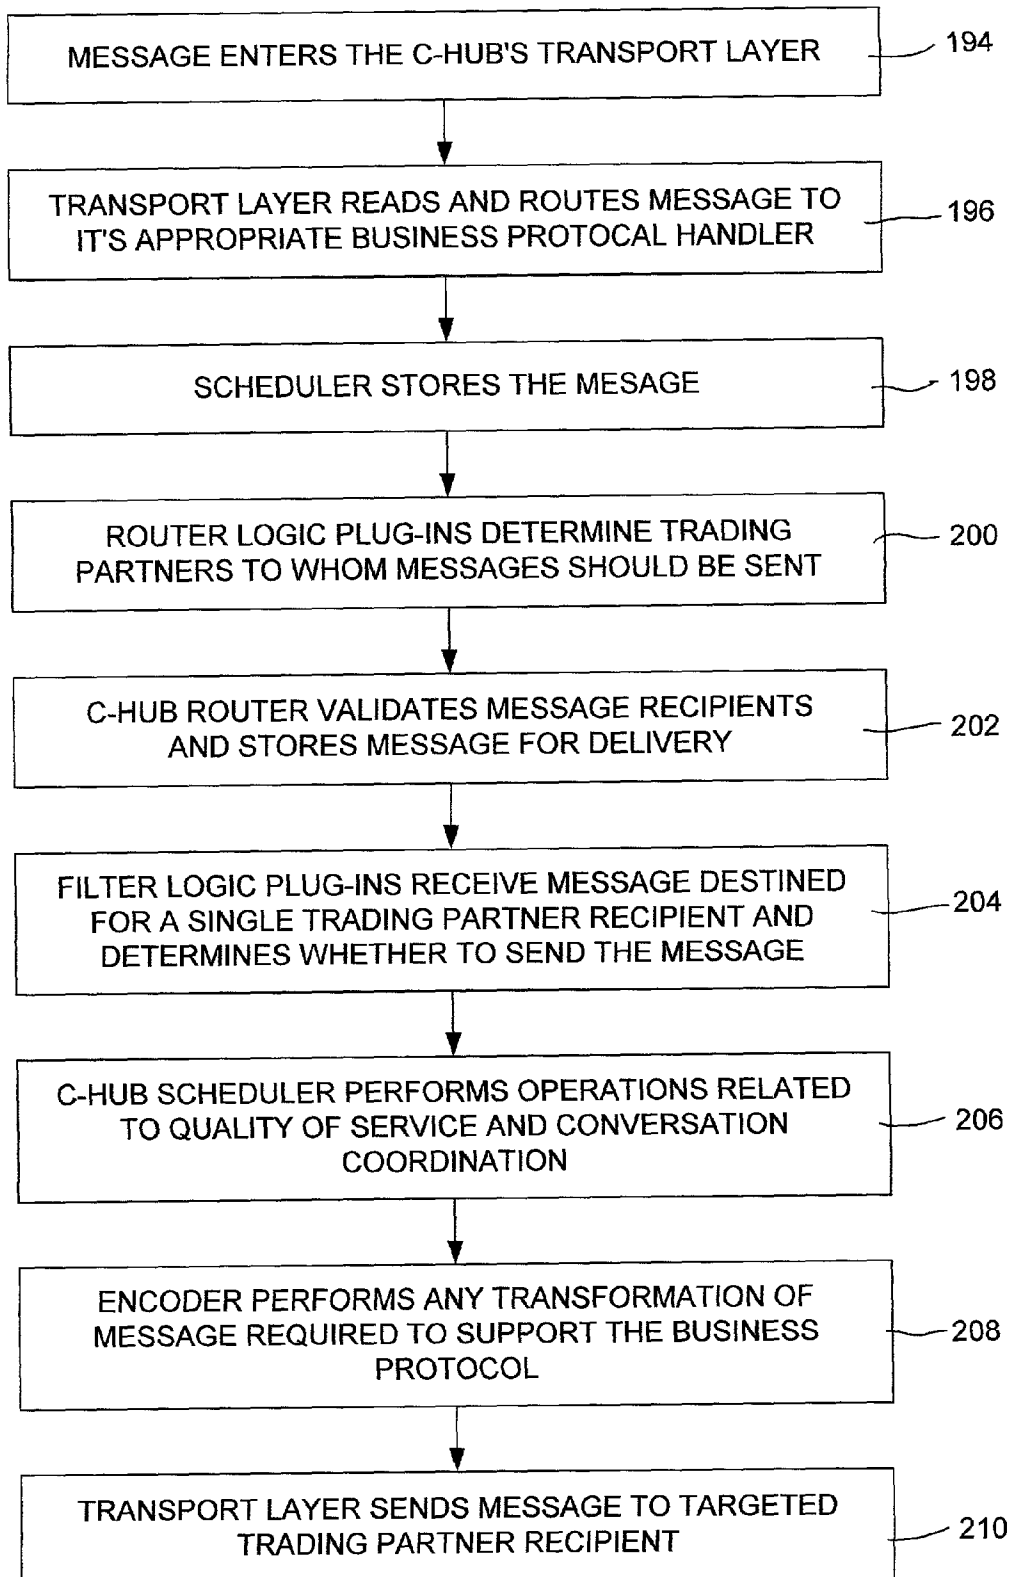 MESSAGE ENTERS THE C-HUB'S TRANSPORT LAYER
194
TRANSPORT LAYER READS AND ROUTES MESSAGE TO
IT'S APPROPRIATE BUSINESS PROTOCAL HANDLER
196
SCHEDULER STORES THE MESAGE
198
ROUTER LOGIC PLUG-INS DETERMINE TRADING
PARTNERS TO WHOM MESSAGES SHOULD BE SENT
200
C-HUB ROUTER VALIDATES MESSAGE RECIPIENTS
AND STORES MESSAGE FOR DELIVERY
202
FILTER LOGIC PLUG-INS RECEIVE MESSAGE DESTINED
FOR A SINGLE TRADING PARTNER RECIPIENT AND
DETERMINES WHETHER TO SEND THE MESSAGE
204
C-HUB SCHEDULER PERFORMS OPERATIONS RELATED
TO QUALITY OF SERVICE AND CONVERSATION
COORDINATION
206
ENCODER PERFORMS ANY TRANSFORMATION OF
MESSAGE REQUIRED TO SUPPORT THE BUSINESS
PROTOCOL
208
TRANSPORT LAYER SENDS MESSAGE TO TARGETED
TRADING PARTNER RECIPIENT
210